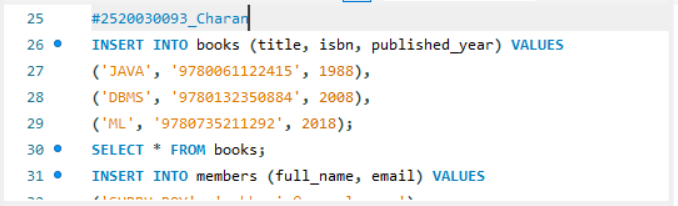 25 #2520030093_Charan
26 INSERT INTO books (title, isbn, published_year) VALUES
27 ('JAVA', '9780061122415', 1988),
28 ('DBMS', '9780132350884', 2008),
29 ('ML', '9780735211292', 2018);
30 SELECT * FROM books;
31 INSERT INTO members (full_name, email) VALUES